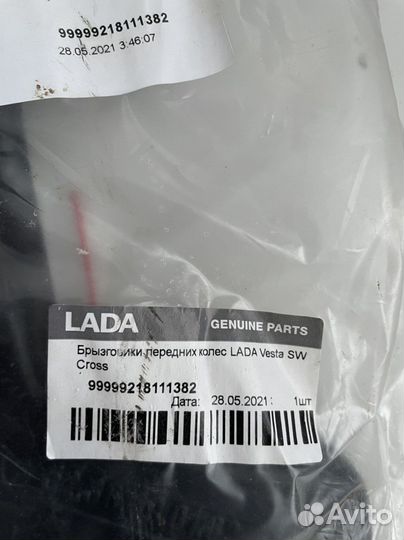 99999218111382
28.05.2021 3:46:07
LADA GENUINE PARTS
Брызговики передних колес LADA Vesta SW
Cross
99999218111382
Дата: 28.05.2021 : 1шт
Avito